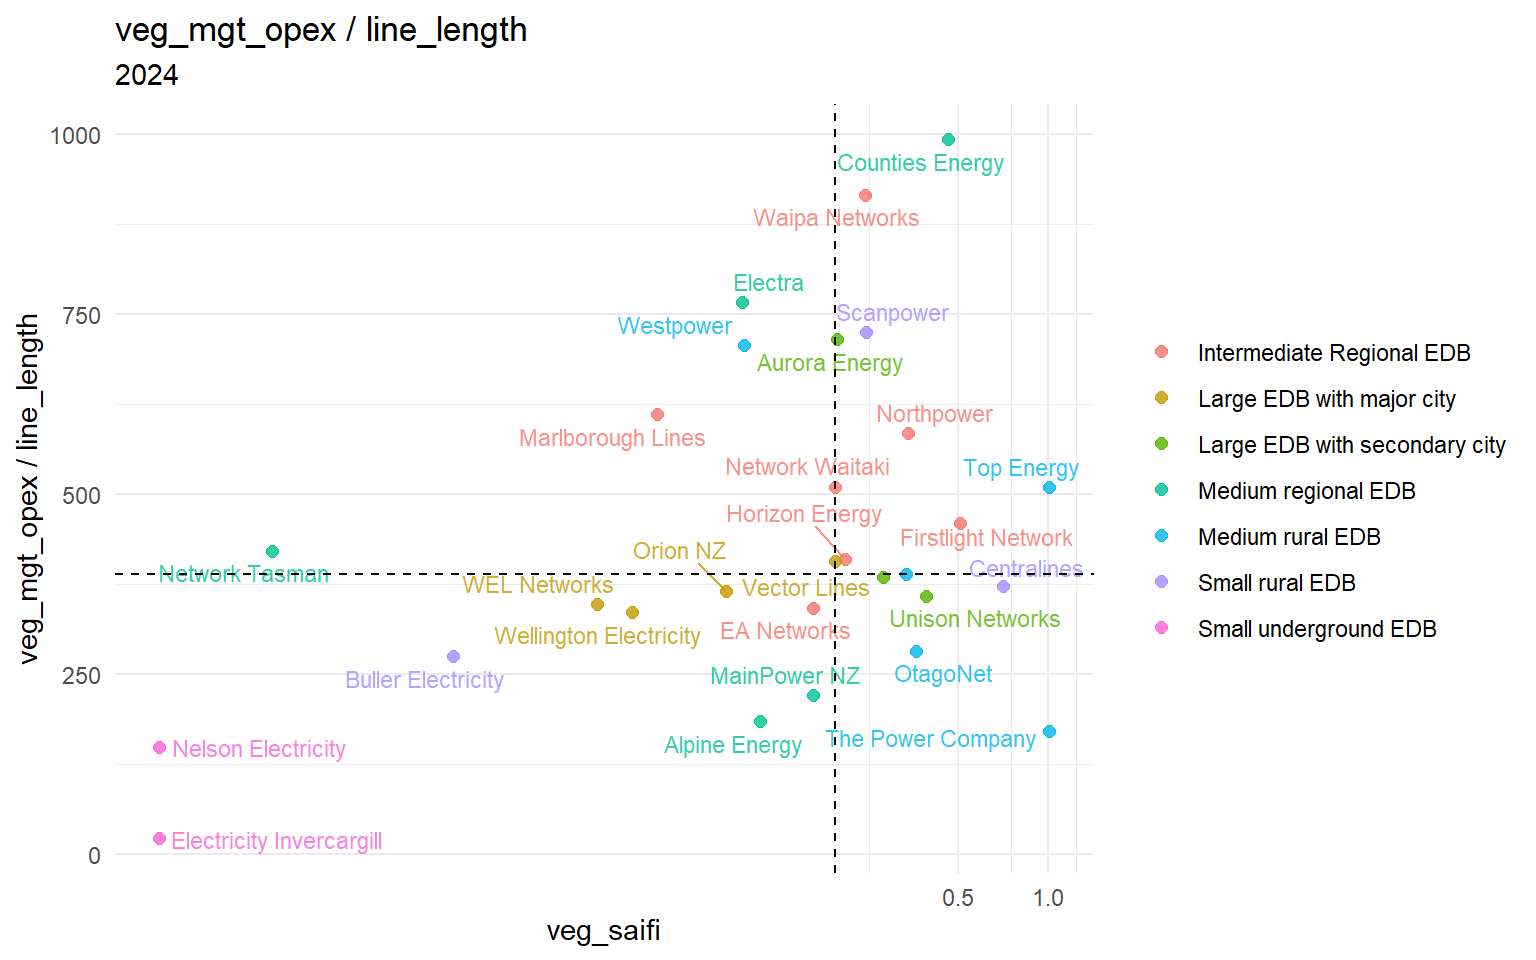 veg_mgt_opex / line_length
2024
veg_mgt_opex / line_length
1000
750
500
250
0
Counties Energy
Waipa Networks
Electra
Scanpower
Westpower
Aurora Energy
Northpower
Marlborough Lines
Network Waitaki
Top Energy
Horizon Energy
Firstlight Network
Orion NZ
Centralines
Network Tasman
WEL Networks
Vector Lines
Unison Networks
EA Networks
Wellington Electricity
OtagoNet
MainPower NZ
Buller Electricity
The Power Company
Alpine Energy
Nelson Electricity
Electricity Invercargill
0.5
1.0
veg_saifi
Intermediate Regional EDB
Large EDB with major city
Large EDB with secondary city
Medium regional EDB
Medium rural EDB
Small rural EDB
Small underground EDB